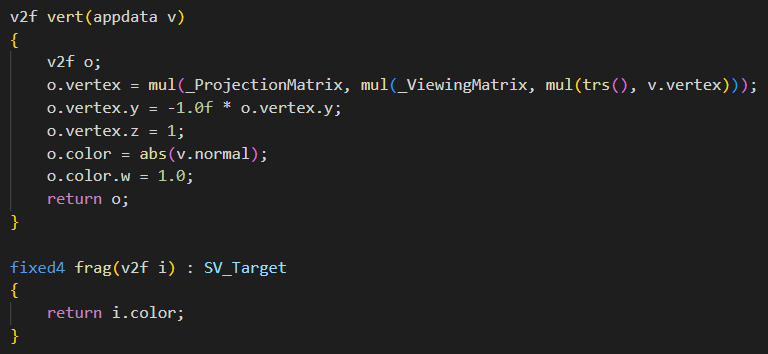 v2f vert(appdata v)
{
    v2f o;
    o.vertex = mul(_ProjectionMatrix, mul(_ViewingMatrix, mul(trs(), v.vertex)));
    o.vertex.y = -1.0f * o.vertex.y;
    o.vertex.z = 1;
    o.color = abs(v.normal);
    o.color.w = 1.0;
    return o;
}

fixed4 frag(v2f i) : SV_Target
{
    return i.color;
}